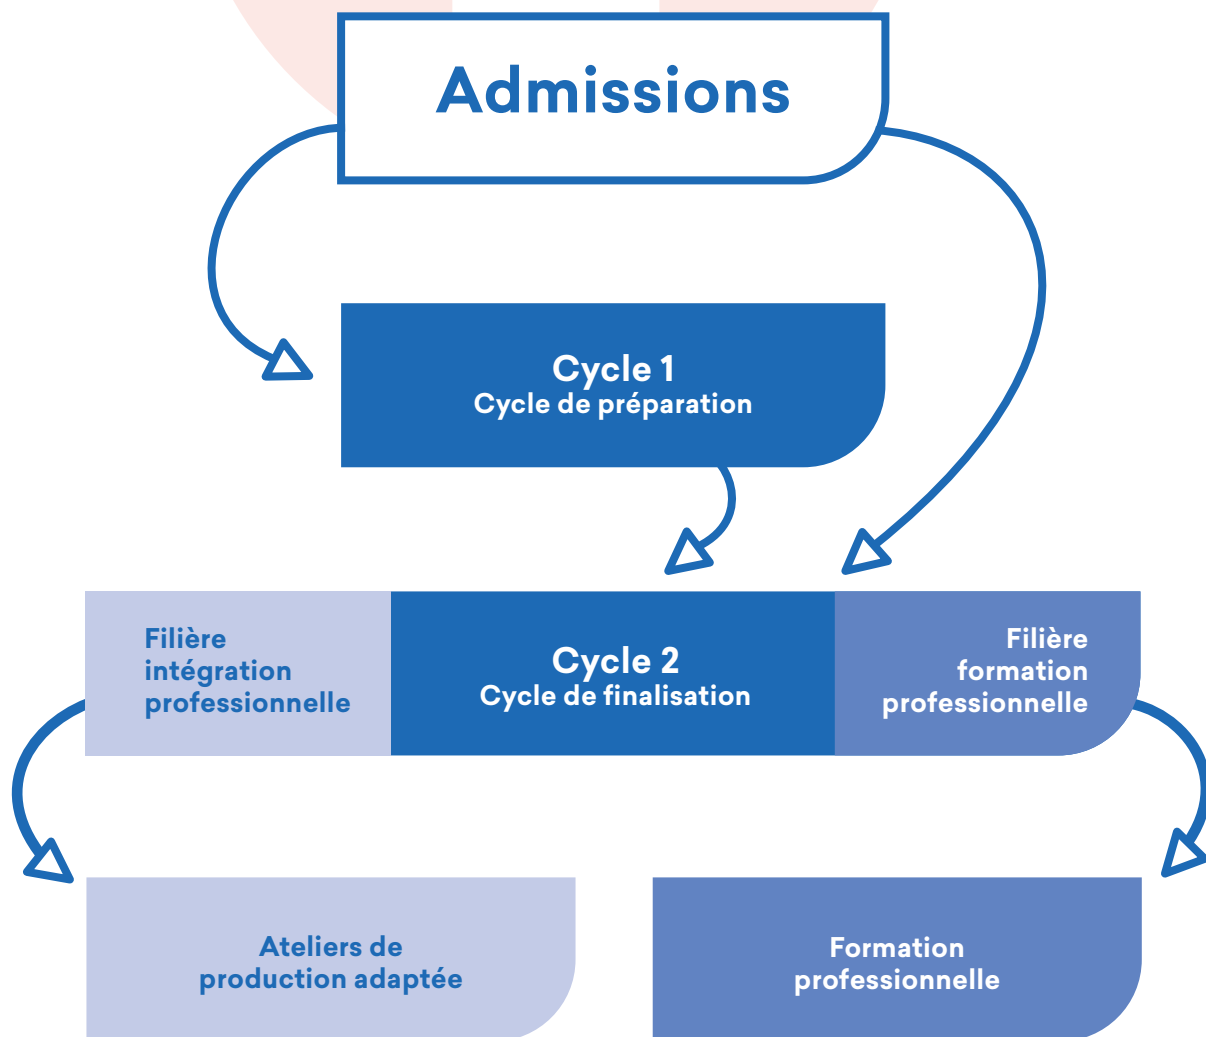 Admissions
Cycle 1
Cycle de préparation
Filière
intégration
professionnelle
Cycle 2
Cycle de finalisation
Filière
formation
professionnelle
Ateliers de
production adaptée
Formation
professionnelle